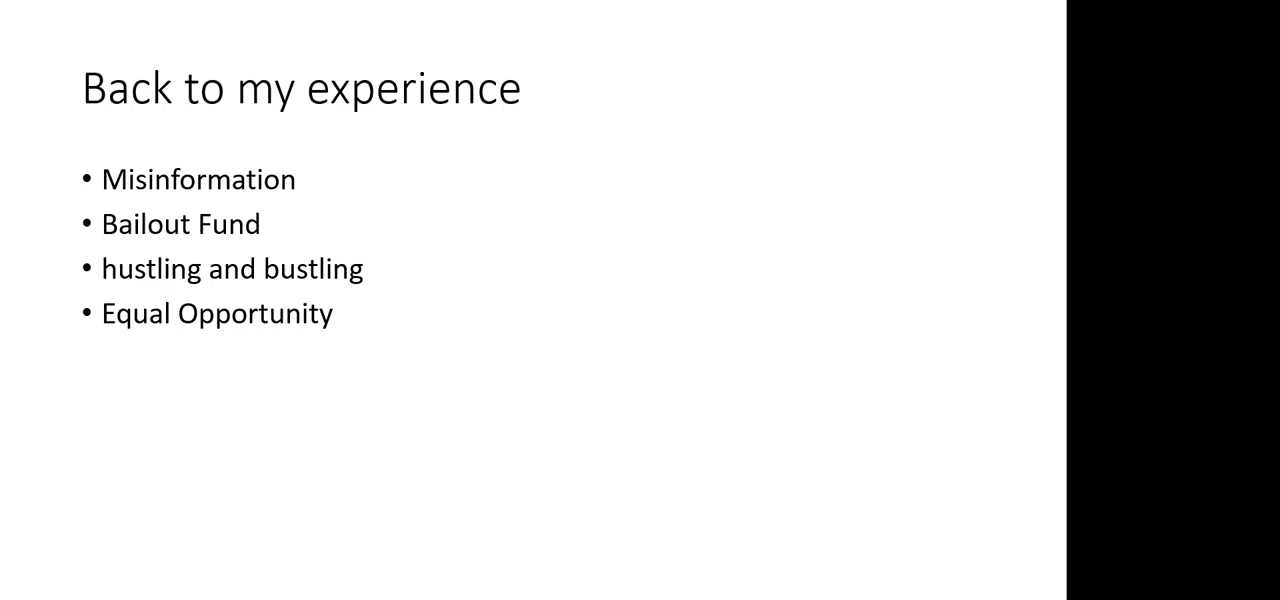 Back to my experience
• Misinformation
• Bailout Fund
• hustling and bustling
• Equal Opportunity